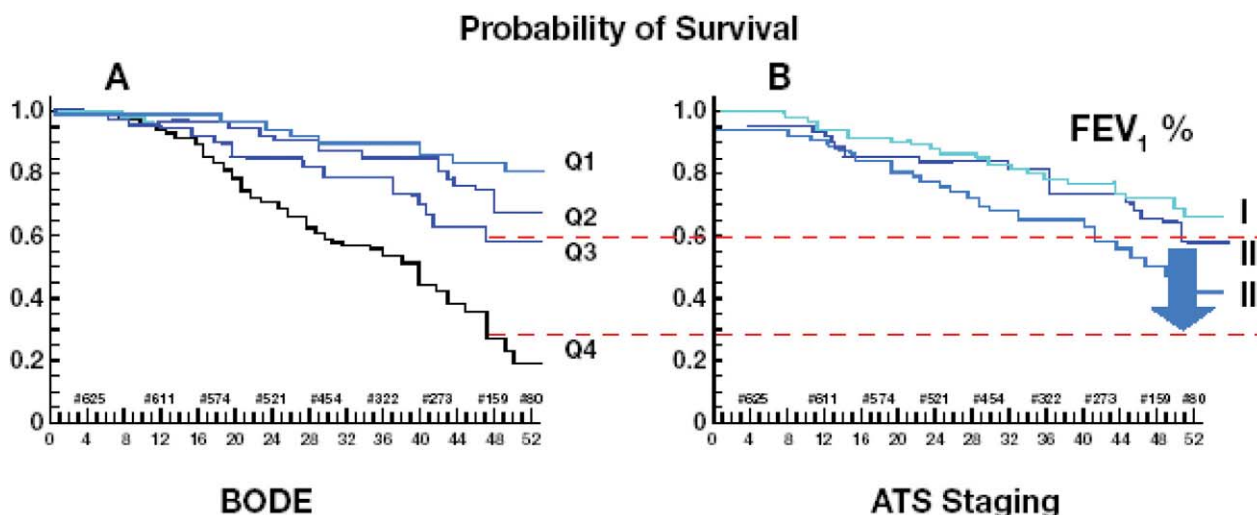 Probability of Survival
A
1.0
0.8
0.6
0.4
0.2
0
Q1
Q2
Q3
Q4
#625 #611 #574 #521 #454 #322 #273 #159 #80
0 4 8 12 16 20 24 28 32 36 40 44 48 52
BODE
B
FEV1 %
1.0
0.8
0.6
0.4
0.2
0
I
II
II
#625 #611 #574 #521 #454 #322 #273 #159 #80
0 4 8 12 16 20 24 28 32 36 40 44 48 52
ATS Staging